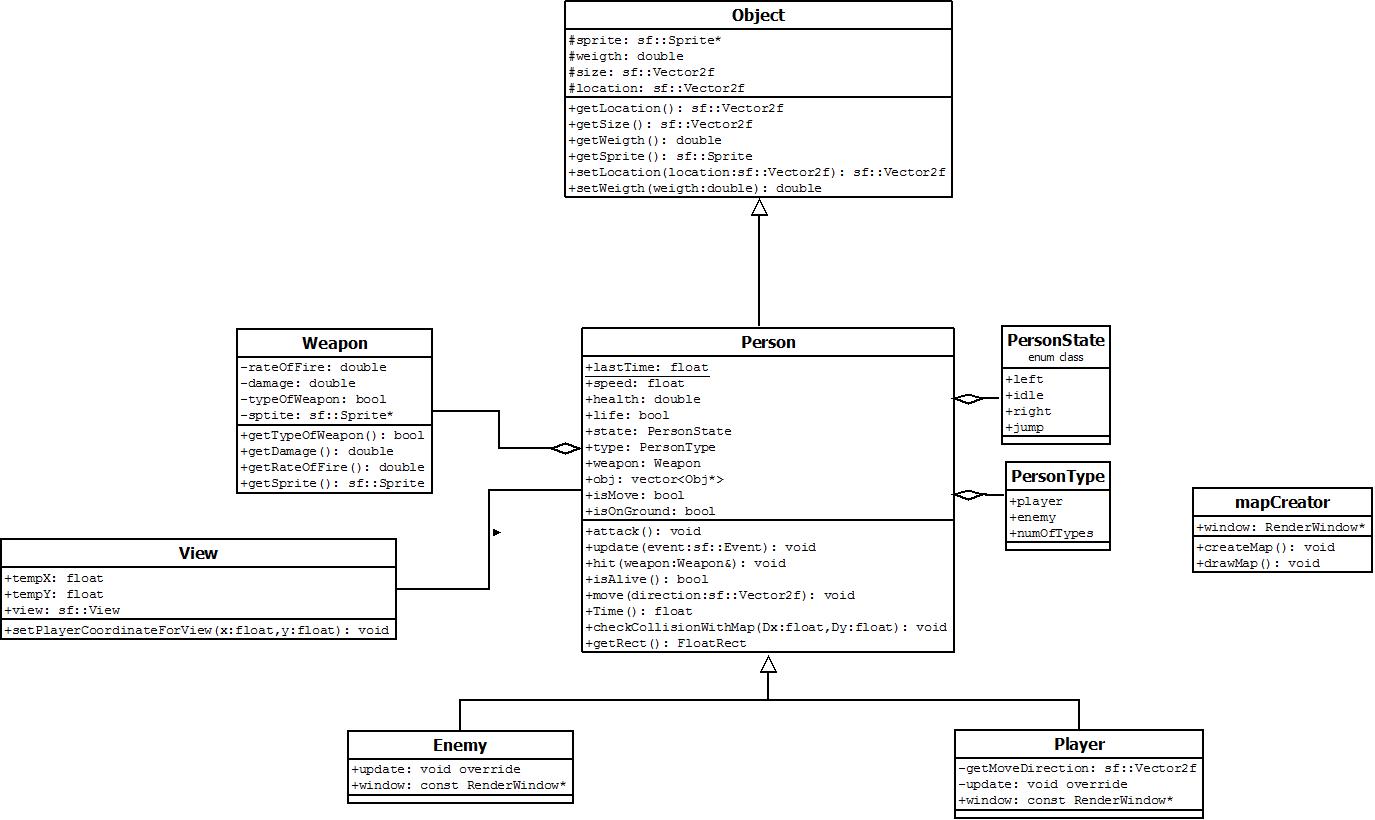 Object
#sprite: sf::Sprite*
#weigth: double
#size: sf::Vector2f
#location: sf::Vector2f
+getLocation(): sf::Vector2f
+getSize(): sf::Vector2f
+getWeigth(): double
+getSprite(): sf::Sprite
+setLocation(location:sf::Vector2f): sf::Vector2f
+setWeigth(weigth:double): double
Weapon
-rateOfFire: double
-damage: double
-typeOfWeapon: bool
-sptite: sf::Sprite*
+getTypeOfWeapon(): bool
+getDamage(): double
+getRateOfFire(): double
+getSprite(): sf::Sprite
Person
+lastTime: float
+speed: float
+health: double
+life: bool
+state: PersonState
+type: PersonType
+weapon: Weapon
+obj: vector<Obj*>
+isMove: bool
+isOnGround: bool
+attack(): void
+update(event:sf::Event): void
+hit(weapon:Weapon&): void
+isAlive(): bool
+move(direction:sf::Vector2f): void
+Time(): float
+checkCollisionWithMap(Dx:float,Dy:float): void
+getRect(): FloatRect
PersonState
enum class
+left
+idle
+right
+jump
PersonType
+player
+enemy
+numOfTypes
mapCreator
+window: RenderWindow*
+createMap(): void
+drawMap(): void
View
+tempX: float
+tempY: float
+view: sf::View
+setPlayerCoordinateForView(x:float,y:float): void
Enemy
+update: void override
+window: const RenderWindow*
Player
-getMoveDirection: sf::Vector2f
-update: void override
+window: const RenderWindow*